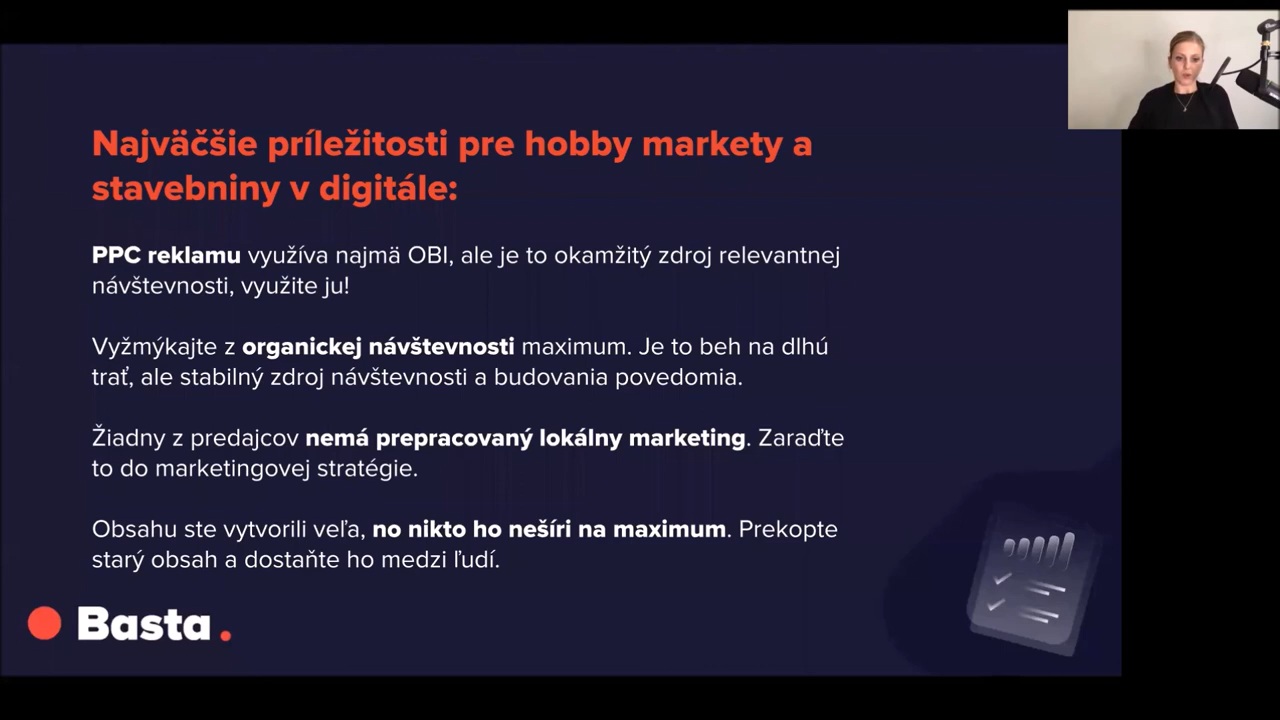 Najväčšie príležitosti pre hobby markety a
stavebniny v digitále:
PPC reklamu využíva najmä OBI, ale je to okamžitý zdroj relevantnej
návštevnosti, využite ju!
Vyžmýkajte z organickej návštevnosti maximum. Je to beh na dlhú
trať, ale stabilný zdroj návštevnosti a budovania povedomia.
Žiadny z predajcov nemá prepracovaný lokálny marketing. Zaraďte
to do marketingovej stratégie.
Obsahu ste vytvorili veľa, no nikto ho nešíri na maximum. Prekopte
starý obsah a dostaňte ho medzi ľudí.
Basta.